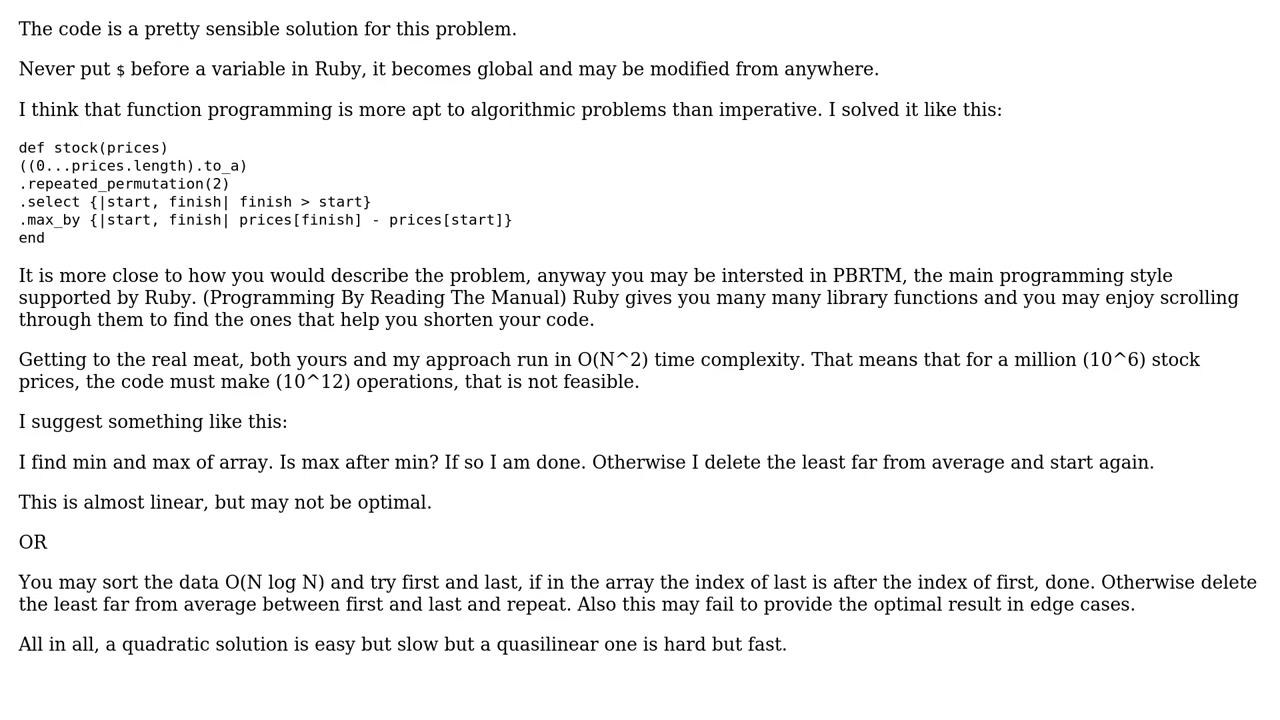 The code is a pretty sensible solution for this problem.
Never put $ before a variable in Ruby, it becomes global and may be modified from anywhere.
I think that function programming is more apt to algorithmic problems than imperative. I solved it like this:
def stock(prices)
((0...prices.length).to_a)
.repeated_permutation(2)
.select {|start, finish| finish > start}
.max_by {|start, finish| prices[finish] - prices[start]}
end
It is more close to how you would describe the problem, anyway you may be intersted in PBRTM, the main programming style
supported by Ruby. (Programming By Reading The Manual) Ruby gives you many many library functions and you may enjoy scrolling
through them to find the ones that help you shorten your code.
Getting to the real meat, both yours and my approach run in O(N^2) time complexity. That means that for a million (10^6) stock
prices, the code must make (10^12) operations, that is not feasible.
I suggest something like this:
I find min and max of array. Is max after min? If so I am done. Otherwise I delete the least far from average and start again.
This is almost linear, but may not be optimal.
OR
You may sort the data O(N log N) and try first and last, if in the array the index of last is after the index of first, done. Otherwise delete
the least far from average between first and last and repeat. Also this may fail to provide the optimal result in edge cases.
All in all, a quadratic solution is easy but slow but a quasilinear one is hard but fast.